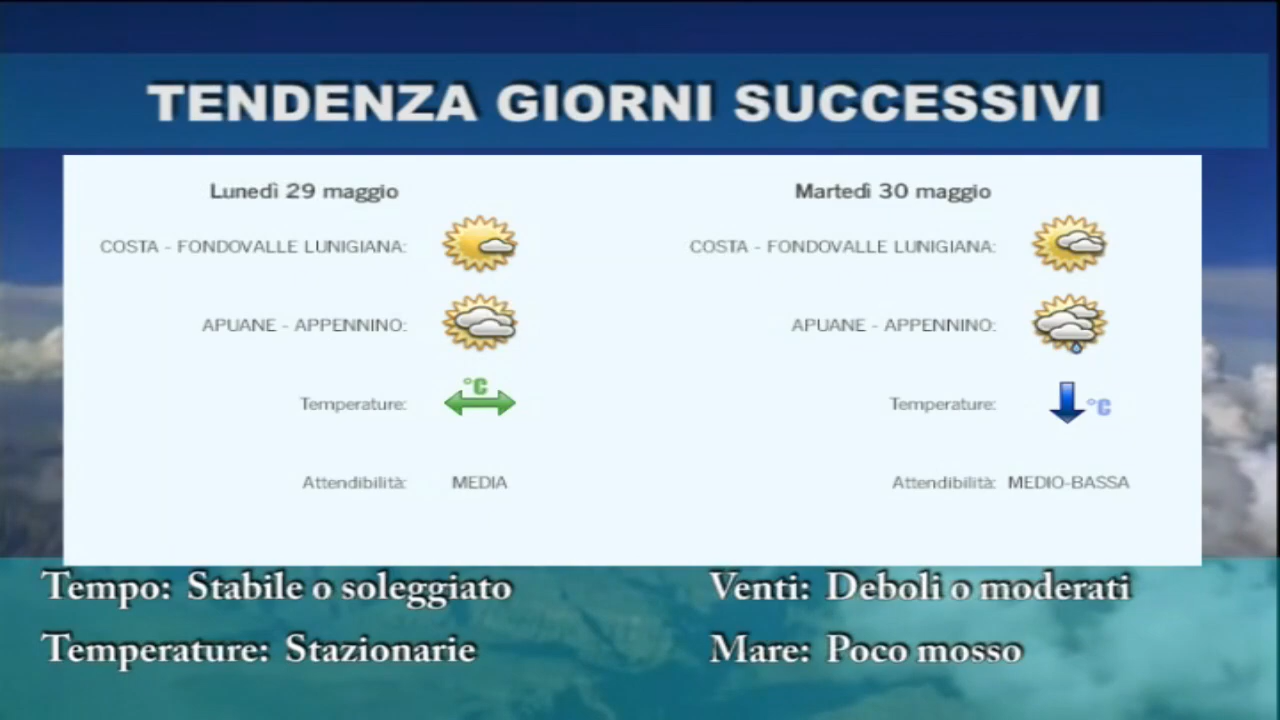 TENDENZA GIORNI SUCCESSIVI
Lunedì 29 maggio
COSTA - FONDOVALLE LUNIGIANA:
APUANE - APPENNINO:
°C
Temperature:
Attendibilità: MEDIA
Martedì 30 maggio
COSTA - FONDOVALLE LUNIGIANA:
APUANE - APPENNINO:
Temperature: °C
Attendibilità: MEDIO-BASSA
Tempo: Stabile o soleggiato
Temperature: Stazionarie
Venti: Deboli o moderati
Mare: Poco mosso